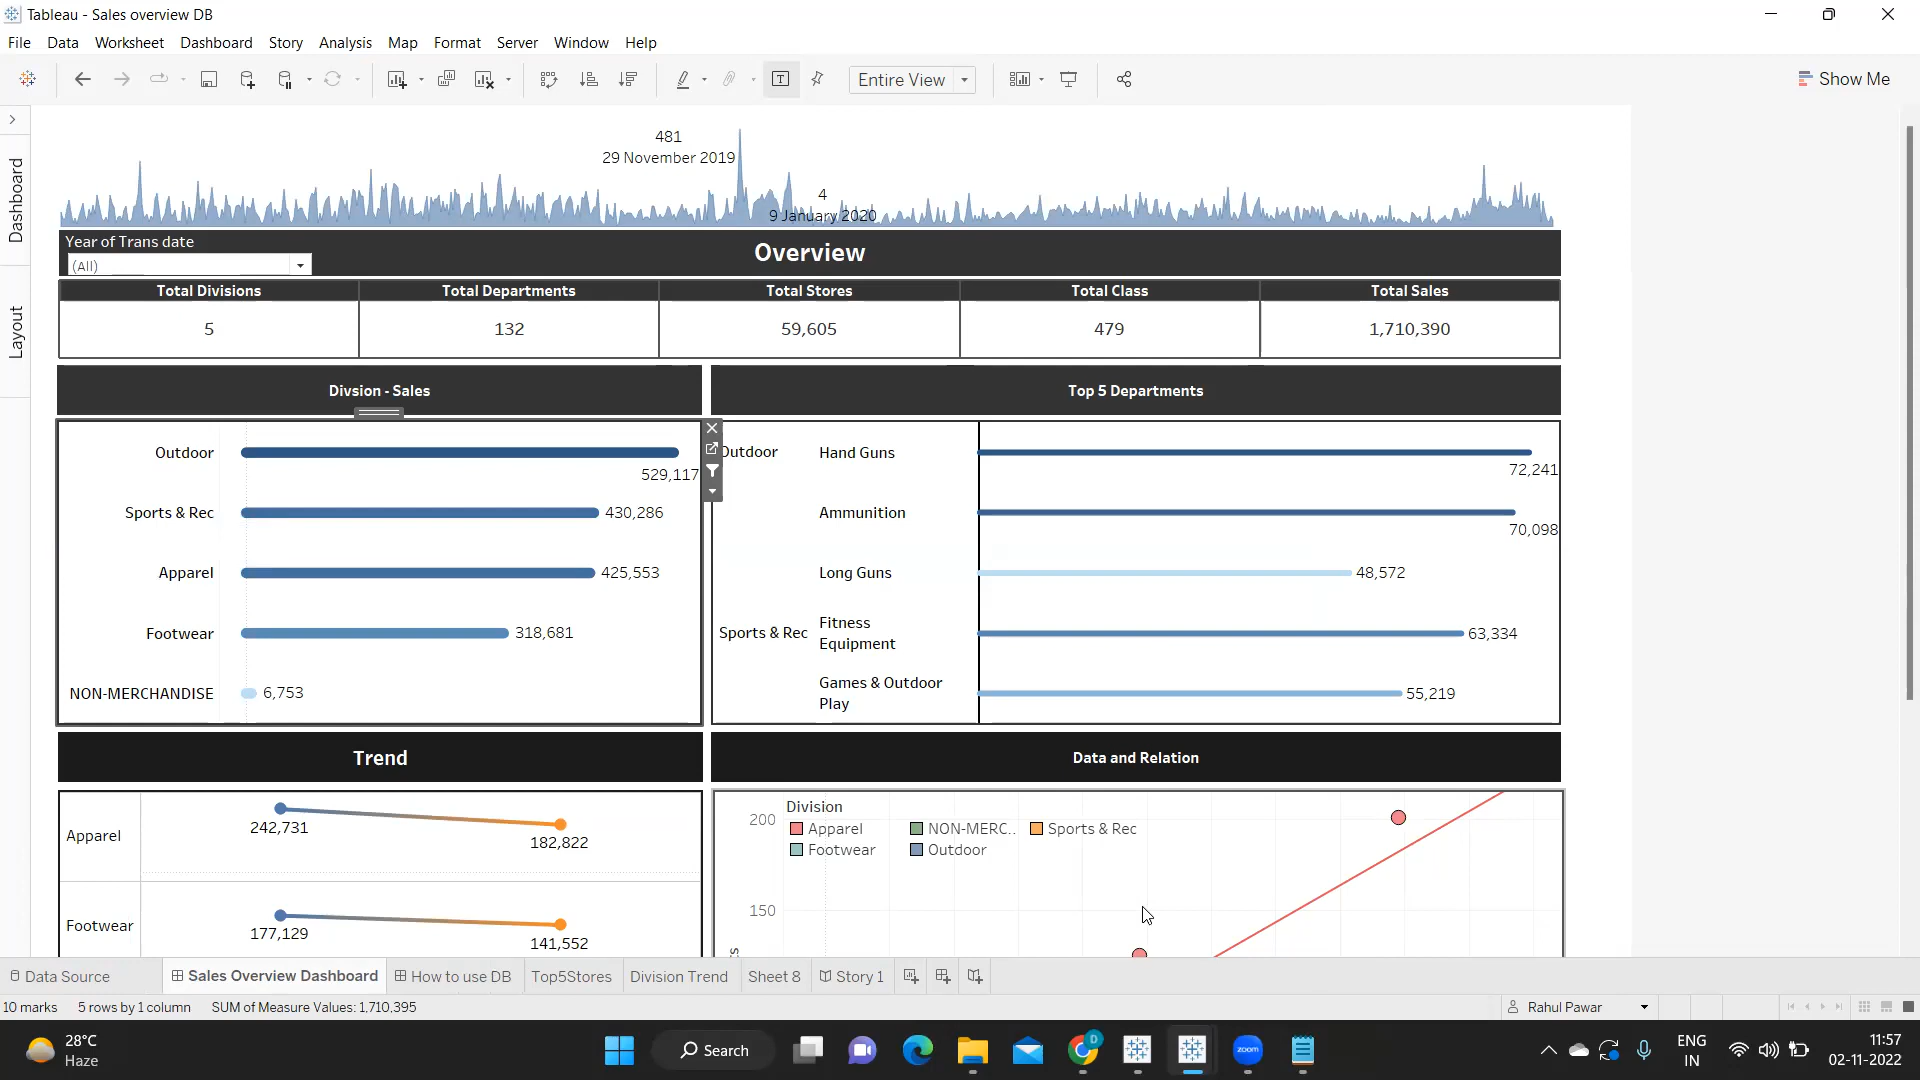 Tableau - Sales overview DB
File Data Worksheet Dashboard Story Analysis Map Format Server Window Help
Entire View
Show Me
Dashboard
Layout
481
29 November 2019
4
9 January 2020
Year of Trans date
(All)
Overview
Total Divisions Total Departments Total Stores Total Class Total Sales
5 132 59,605 479 1,710,390
Divsion - Sales
Top 5 Departments
Outdoor 529,117
Sports & Rec 430,286
Apparel 425,553
Footwear 318,681
NON-MERCHANDISE 6,753
Outdoor Hand Guns 72,241
Ammunition 70,098
Long Guns 48,572
Sports & Rec Fitness
Equipment 63,334
Games & Outdoor
Play 55,219
Trend
Data and Relation
Apparel 242,731 182,822
Footwear 177,129 141,552
Division
Apparel NON-MERC.. Sports & Rec
Footwear Outdoor
200
150
Data Source Sales Overview Dashboard How to use DB Top5Stores Division Trend Sheet 8 Story 1
10 marks 5 rows by 1 column SUM of Measure Values: 1,710,395
Rahul Pawar
28°C
Haze
Search
D
zoom
ENG
IN
11:57
02-11-2022